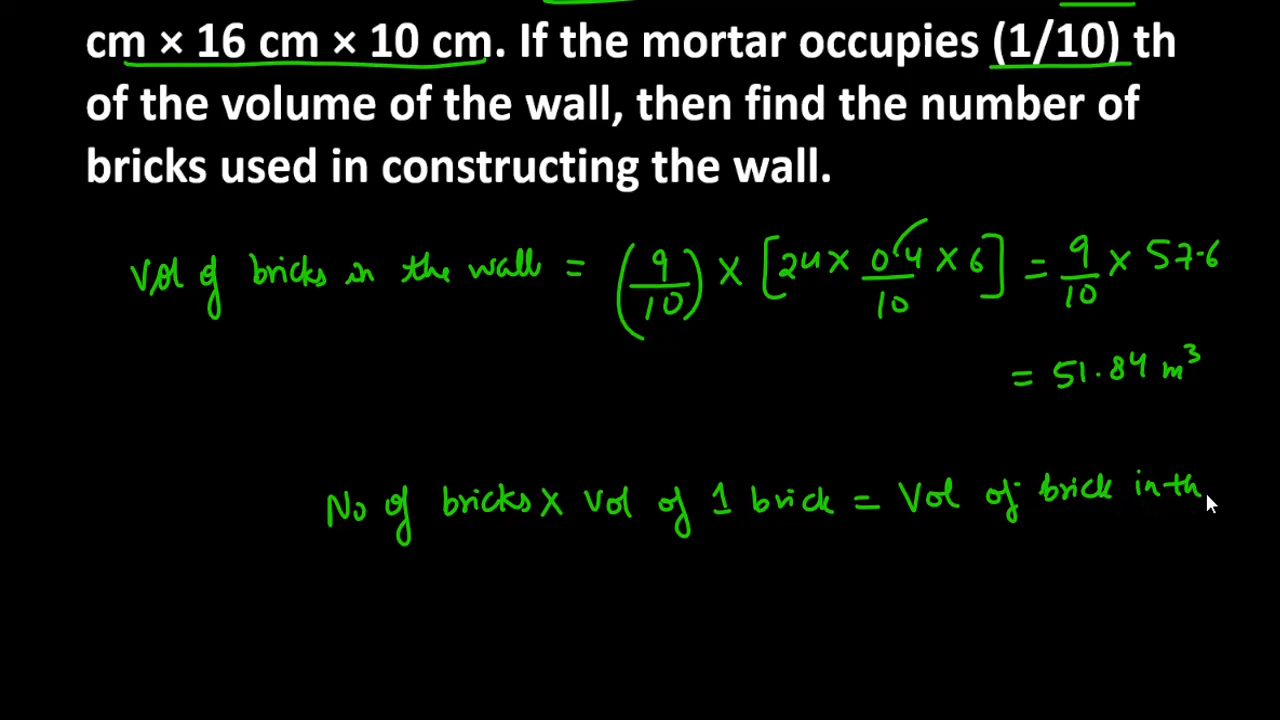 cm × 16 cm × 10 cm. If the mortar occupies (1/10) th
of the volume of the wall, then find the number of
bricks used in constructing the wall.
Vol of bricks in the wall = (9/10) × [24 × 0.4/10 × 6] = 9/10 × 57.6
= 51.84 m³
No of bricks × Vol of 1 brick = Vol of brick in th